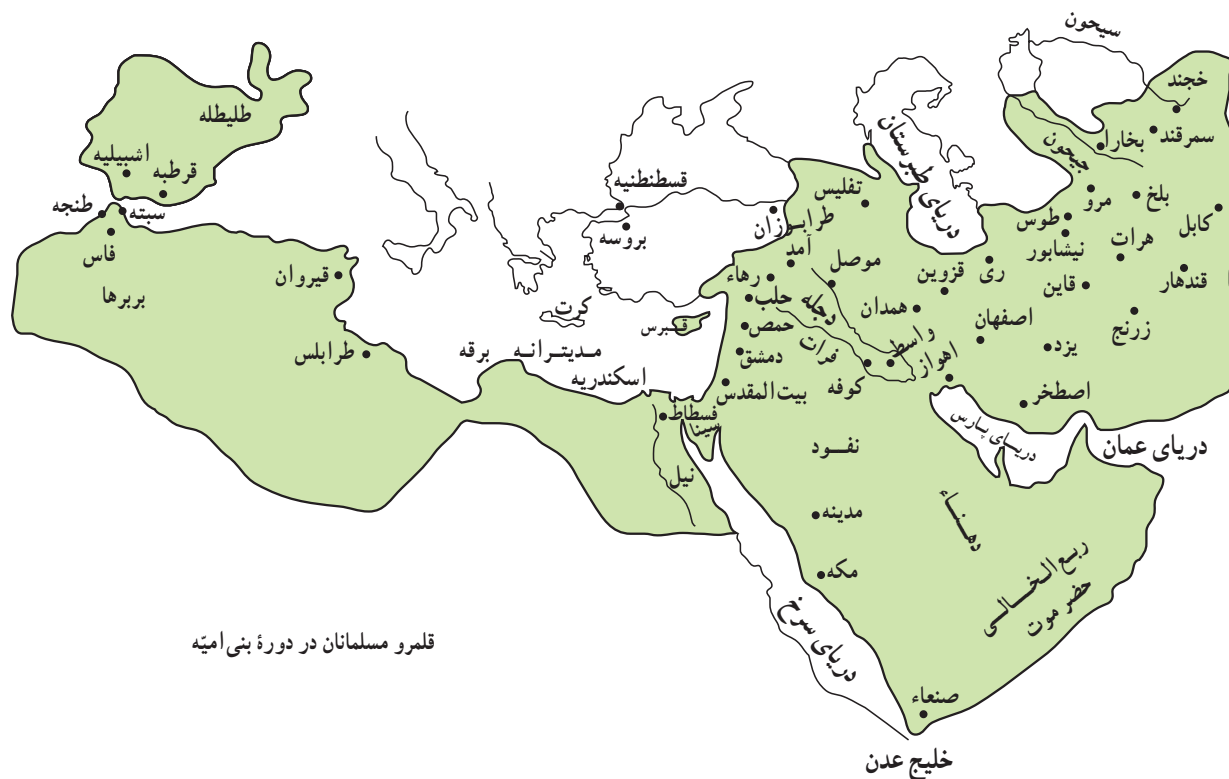 سیحون
خجند
سمرقند
بخارا
جیحون
دریای طبرستان
طلیطله
اشبیلیه
قرطبه
سبته
طنجه
فاس
بربرها
قیروان
طرابلس
قسطنطنیه
بروسه
طرابوزان
تفلیس
آمد
رهاء
موصل
حلب
دجله
حمص
فرات
دمشق
بیت‌المقدس
کرت
قبرس
مدیترانه
برقه
اسکندریه
فسطاط
سینا
نیل
قزوین
ری
همدان
واسط
کوفه
اهواز
اصفهان
یزد
اصطخر
طوس
نیشابور
مرو
بلخ
هرات
کابل
قاین
قندهار
زرنج
دریای پارس
دریای عمان
نفود
مدینه
مکه
دهناء
ربع الخالی
حضر موت
دریای سرخ
صنعاء
خلیج عدن
قلمرو مسلمانان در دورهٔ بنی‌امیّه